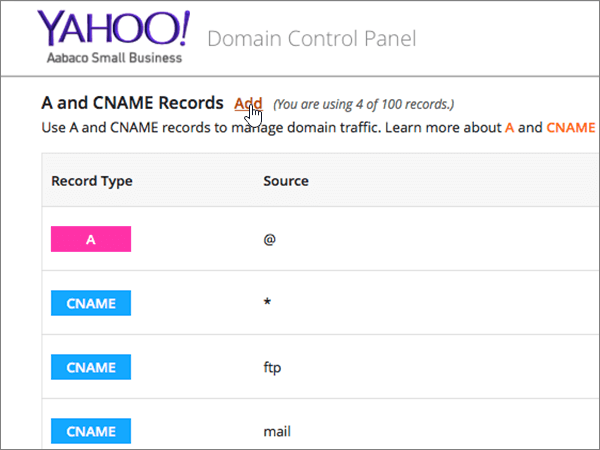 YAHOO!
Aabaco Small Business
Domain Control Panel
A and CNAME Records Add (You are using 4 of 100 records.)
Use A and CNAME records to manage domain traffic. Learn more about A and CNAME
Record Type Source
A @
CNAME *
CNAME ftp
CNAME mail